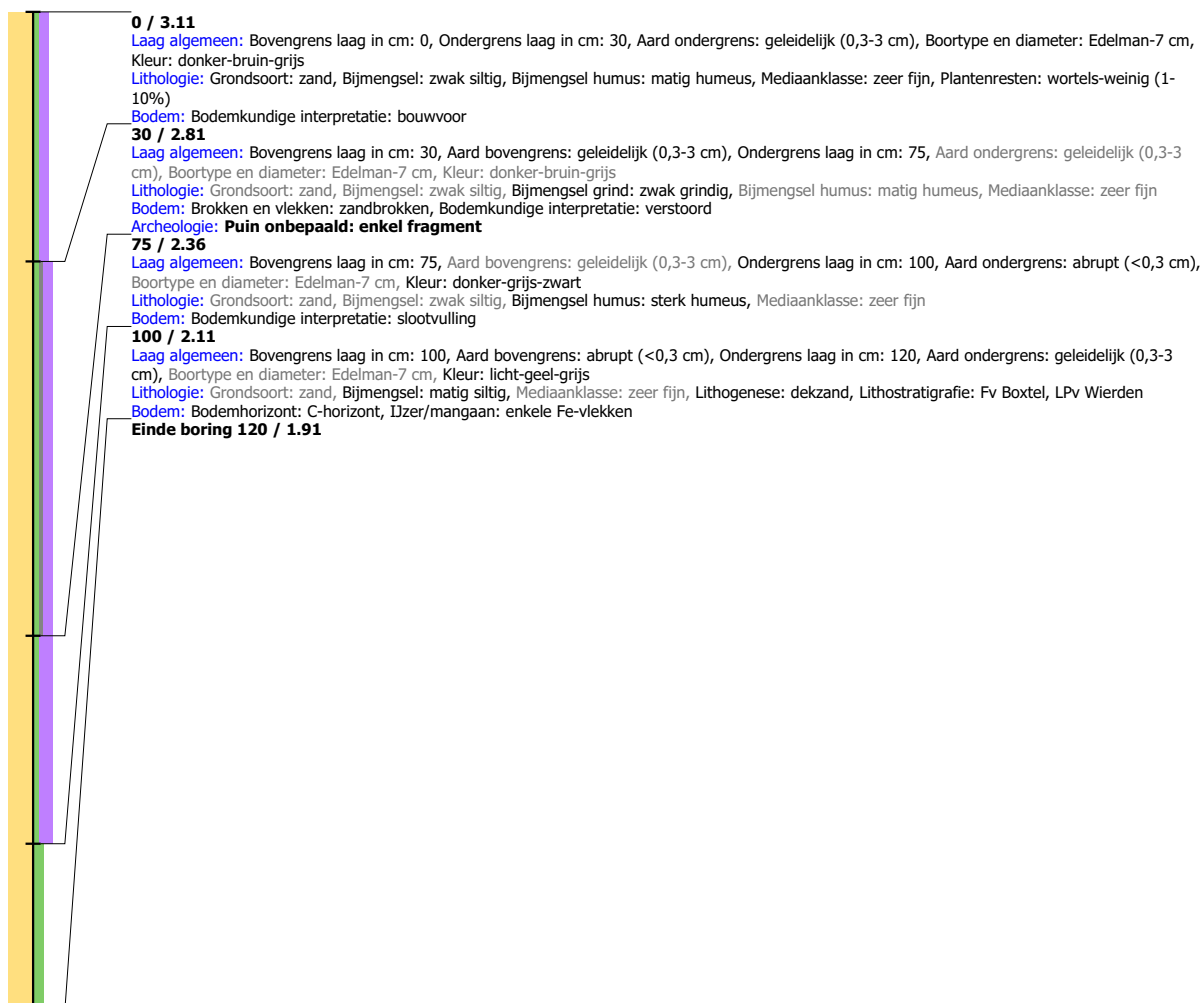 0 / 3.11
Laag algemeen: Bovengrens laag in cm: 0, Ondergrens laag in cm: 30, Aard ondergrens: geleidelijk (0,3-3 cm), Boortype en diameter: Edelman-7 cm,
Kleur: donker-bruin-grijs
Lithologie: Grondsoort: zand, Bijmengsel: zwak siltig, Bijmengsel humus: matig humeus, Mediaanklasse: zeer fijn, Plantenresten: wortels-weinig (1-
10%)
Bodem: Bodemkundige interpretatie: bouwvoor
30 / 2.81
Laag algemeen: Bovengrens laag in cm: 30, Aard bovengrens: geleidelijk (0,3-3 cm), Ondergrens laag in cm: 75, Aard ondergrens: geleidelijk (0,3-3
cm), Boortype en diameter: Edelman-7 cm, Kleur: donker-bruin-grijs
Lithologie: Grondsoort: zand, Bijmengsel: zwak siltig, Bijmengsel grind: zwak grindig, Bijmengsel humus: matig humeus, Mediaanklasse: zeer fijn
Bodem: Brokken en vlekken: zandbrokken, Bodemkundige interpretatie: verstoord
Archeologie: Puin onbepaald: enkel fragment
75 / 2.36
Laag algemeen: Bovengrens laag in cm: 75, Aard bovengrens: geleidelijk (0,3-3 cm), Ondergrens laag in cm: 100, Aard ondergrens: abrupt (<0,3 cm),
Boortype en diameter: Edelman-7 cm, Kleur: donker-grijs-zwart
Lithologie: Grondsoort: zand, Bijmengsel: zwak siltig, Bijmengsel humus: sterk humeus, Mediaanklasse: zeer fijn
Bodem: Bodemkundige interpretatie: slootvulling
100 / 2.11
Laag algemeen: Bovengrens laag in cm: 100, Aard bovengrens: abrupt (<0,3 cm), Ondergrens laag in cm: 120, Aard ondergrens: geleidelijk (0,3-3
cm), Boortype en diameter: Edelman-7 cm, Kleur: licht-geel-grijs
Lithologie: Grondsoort: zand, Bijmengsel: matig siltig, Mediaanklasse: zeer fijn, Lithogenese: dekzand, Lithostratigrafie: Fv Boxtel, LPv Wierden
Bodem: Bodemhorizont: C-horizont, IJzer/mangaan: enkele Fe-vlekken
Einde boring 120 / 1.91